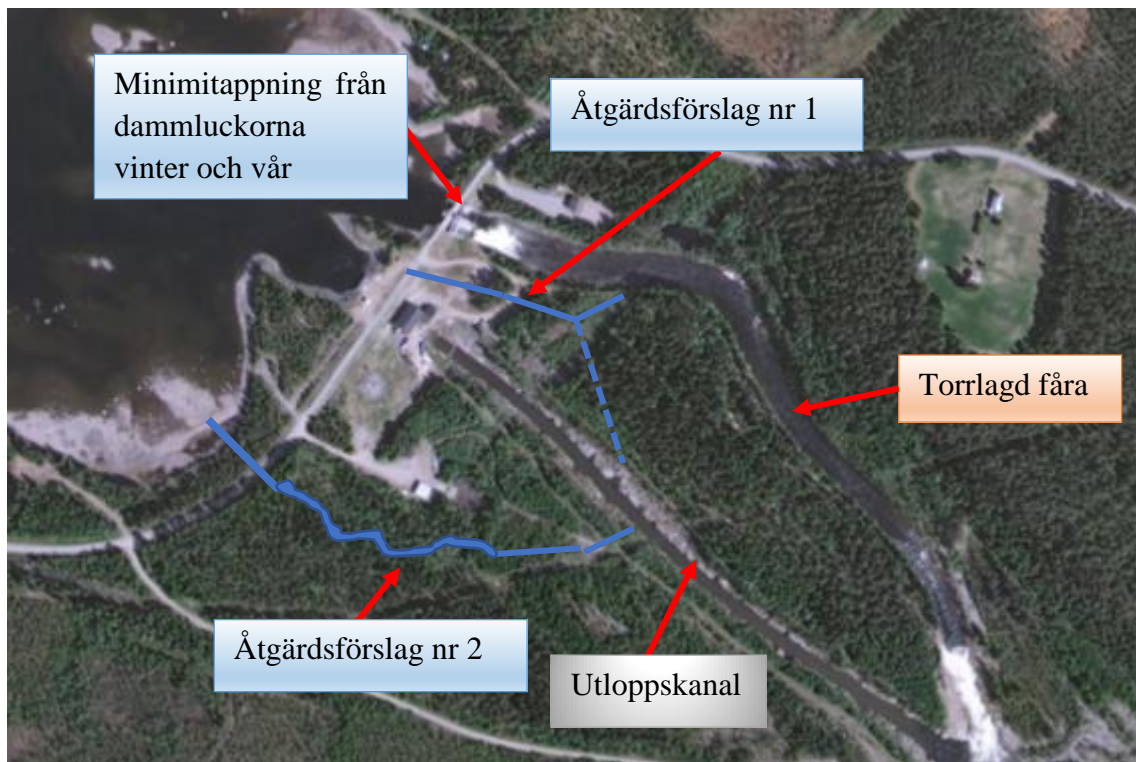 Minimitappning från
dammluckorna
vinter och vår
Åtgärdsförslag nr 1
Torrlagd fåra
Åtgärdsförslag nr 2
Utloppskanal